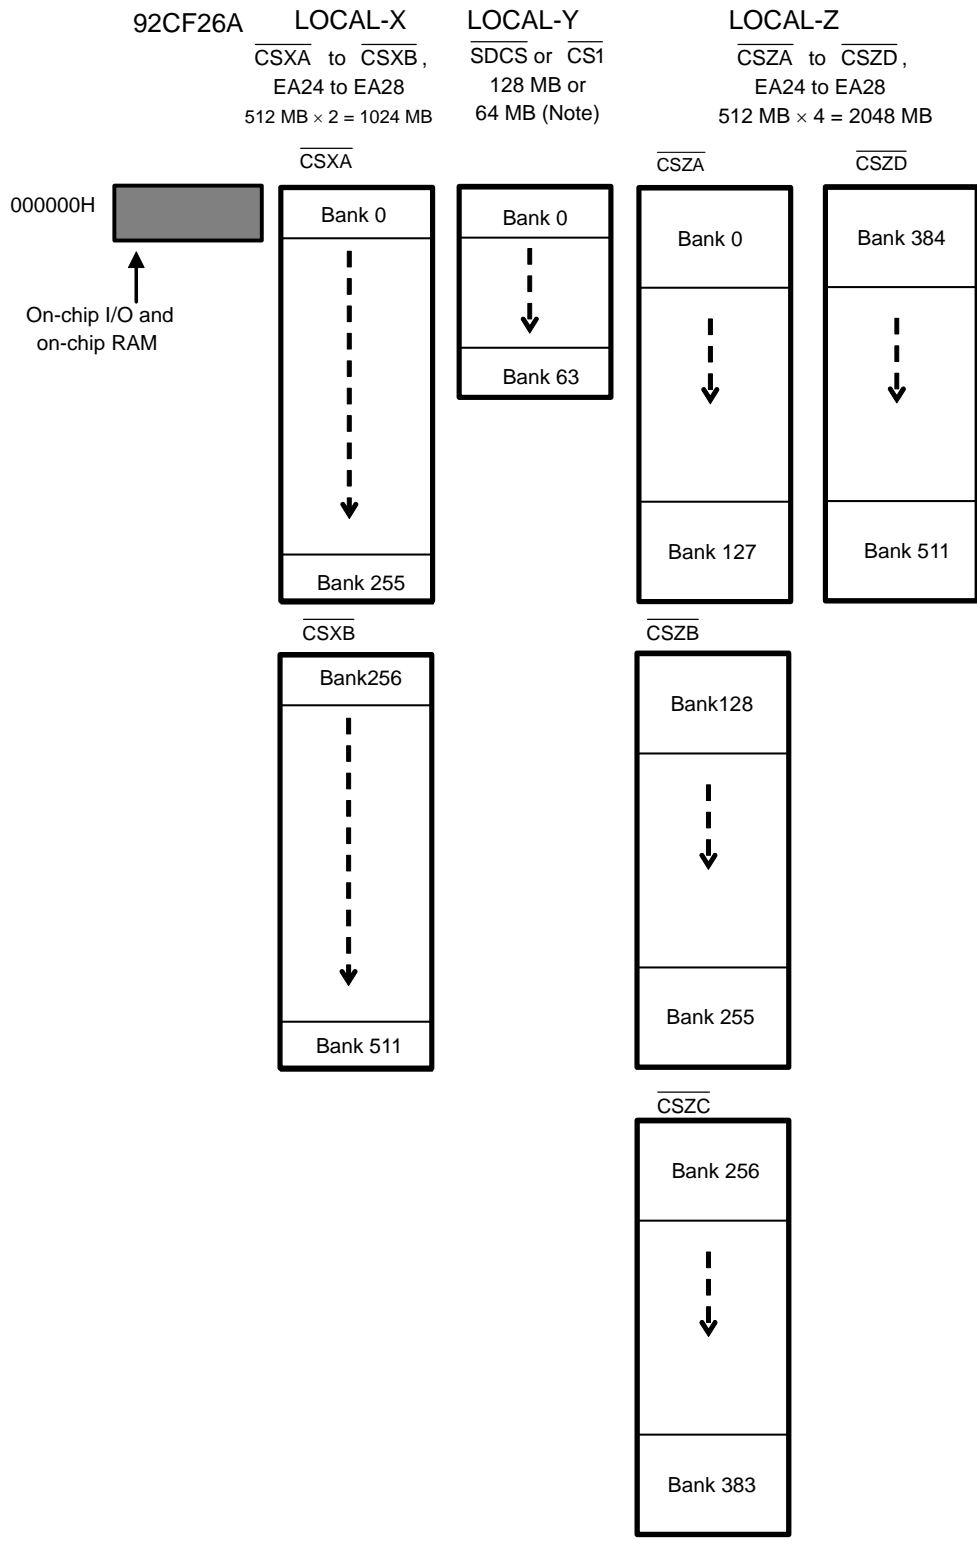 92CF26A
LOCAL-X
CSXA to CSXB,
EA24 to EA28
512 MB × 2 = 1024 MB
LOCAL-Y
SDCS or CS1
128 MB or
64 MB (Note)
LOCAL-Z
CSZA to CSZD,
EA24 to EA28
512 MB × 4 = 2048 MB
000000H
On-chip I/O and
on-chip RAM
CSXA
Bank 0
Bank 255
CSXB
Bank256
Bank 511
Bank 0
Bank 63
CSZA
Bank 0
Bank 127
CSZB
Bank128
Bank 255
CSZC
Bank 256
Bank 383
CSZD
Bank 384
Bank 511